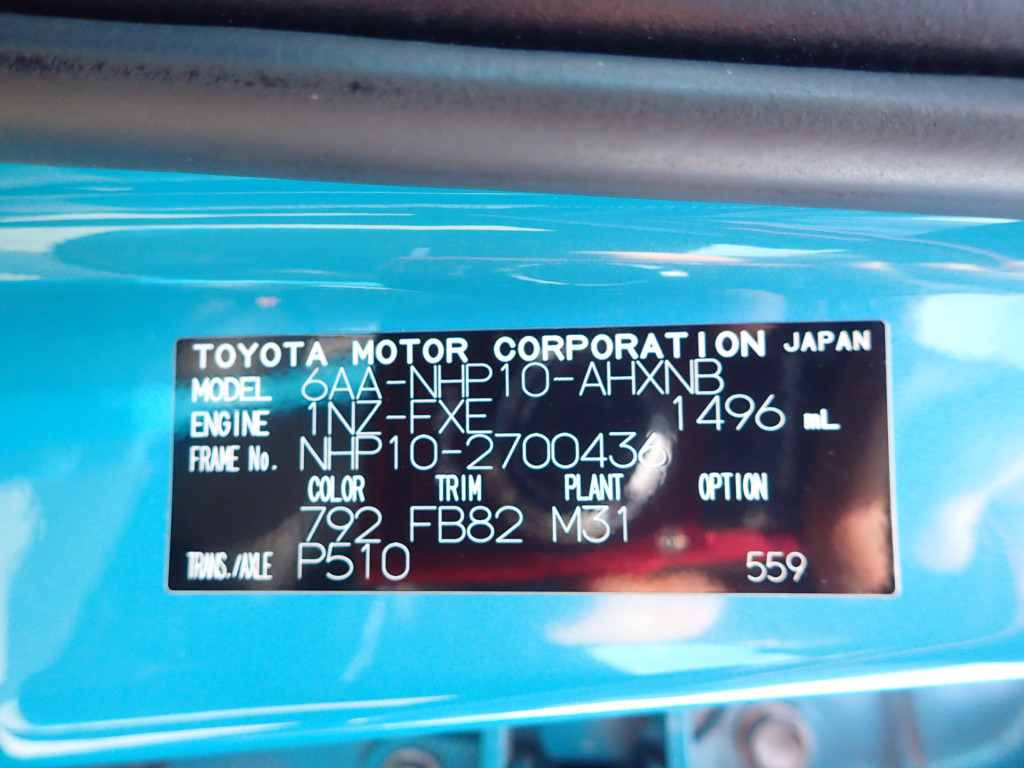 TOYOTA MOTOR CORPORATION JAPAN
MODEL 6AA-NHP10-AHXNB
ENGINE 1NZ-FXE 1496 mL
FRAME No. NHP10-2700436
COLOR TRIM PLANT OPTION
792 FB82 M31
TRANS./AXLE P510 559